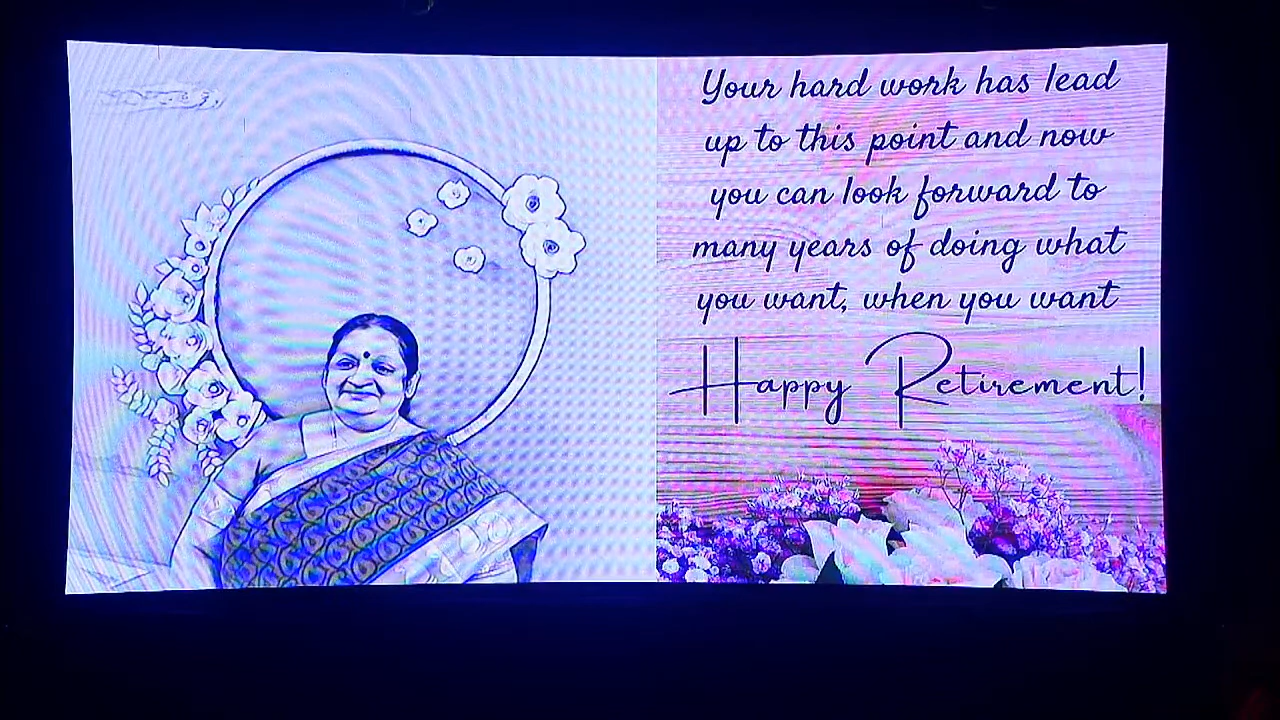 Your hard work has lead
up to this point and now
you can look forward to
many years of doing what
you want, when you want
Happy Retirement!